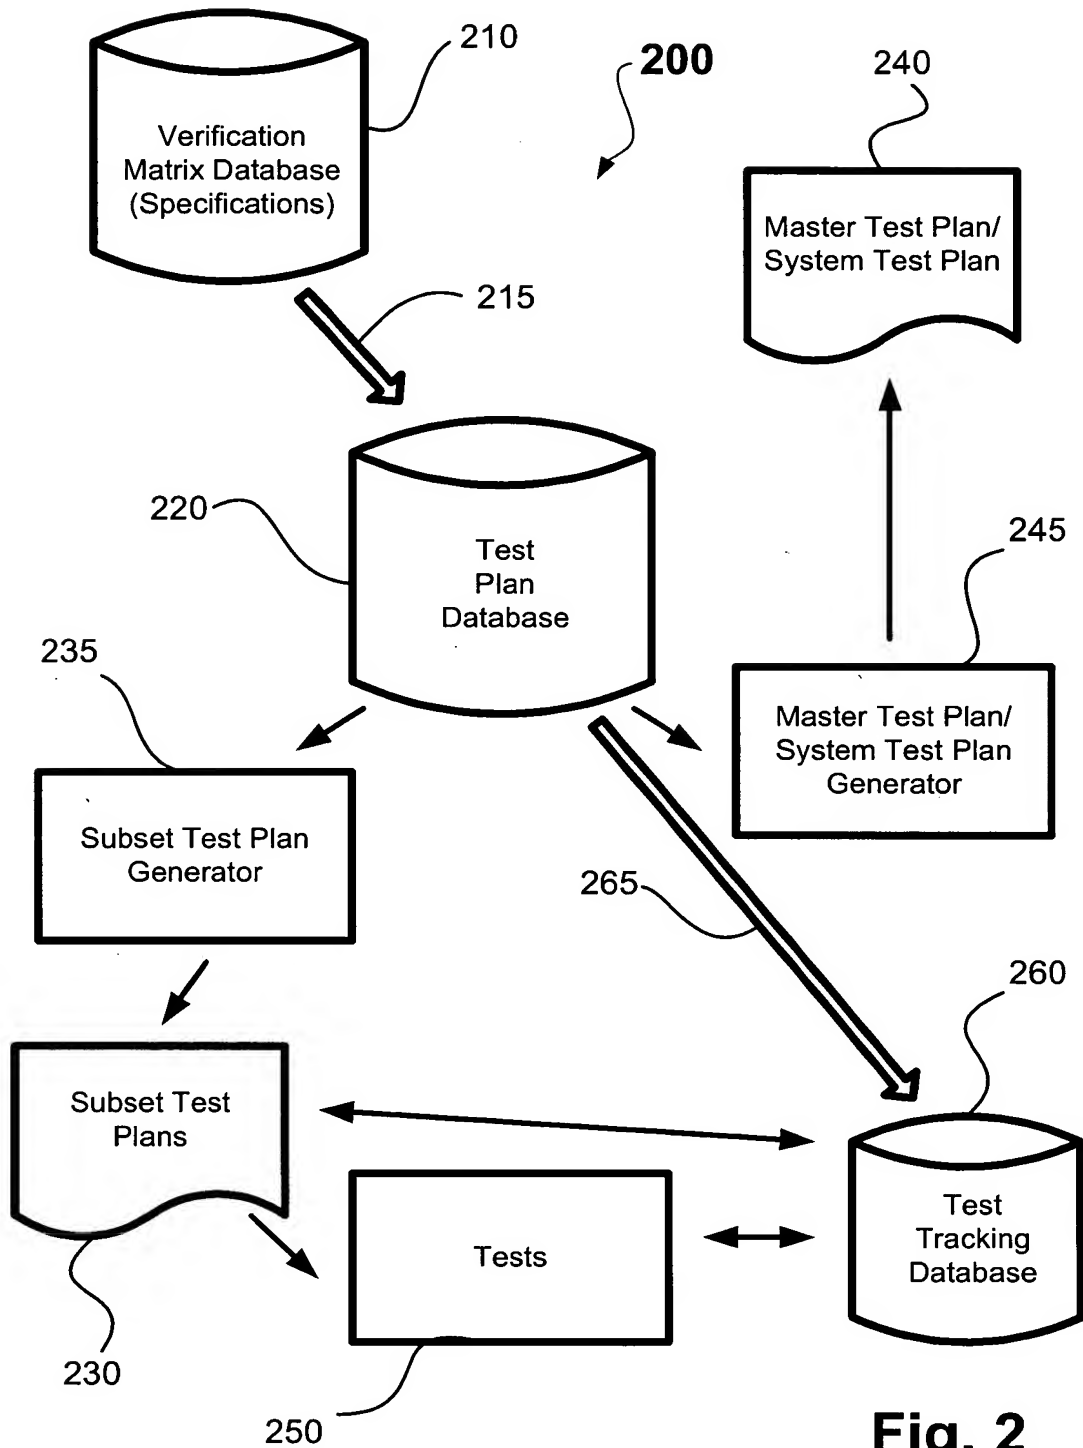 210
200
240
Verification
Matrix Database
(Specifications)
Master Test Plan/
System Test Plan
215
220
Test
Plan
Database
245
235
Master Test Plan/
System Test Plan
Generator
Subset Test Plan
Generator
265
260
Subset Test
Plans
Test
Tracking
Database
Tests
230
250
Fig. 2